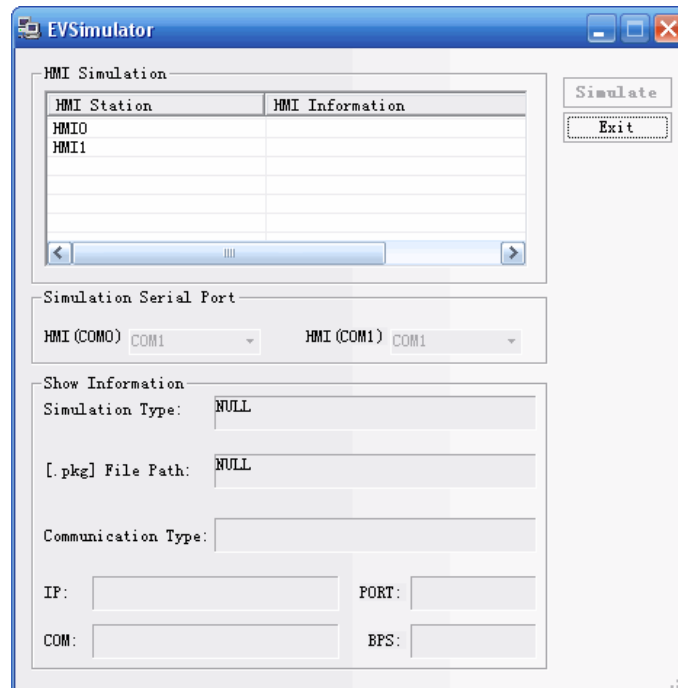 EVSimulator
HMI Simulation
HMI Station HMI Information
HMI0
HMI1
Simulate
Exit
Simulation Serial Port
HMI(COM0) COM1 HMI(COM1) COM1
Show Information
Simulation Type: NULL
[.pkg] File Path: NULL
Communication Type:
IP: PORT:
COM: BPS: